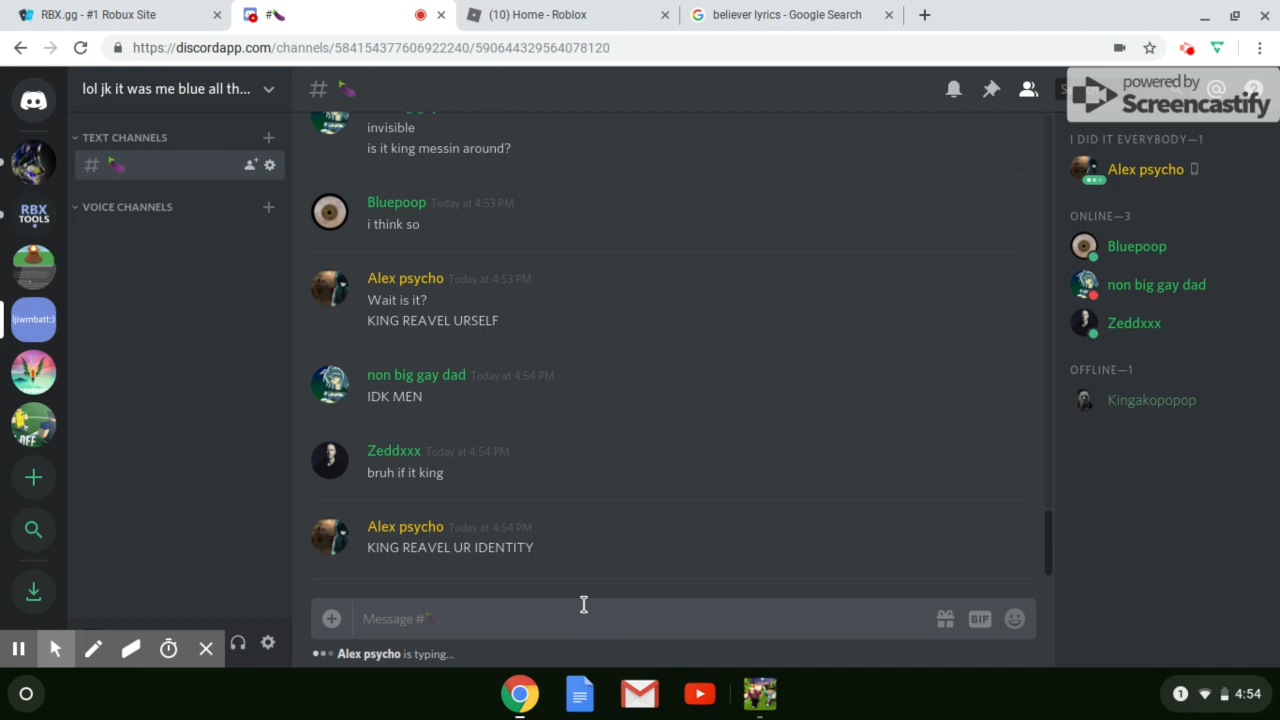 RBX.gg - #1 Robux Site
#🍆
(10) Home - Roblox
believer lyrics - Google Search
https://discordapp.com/channels/584154377606922240/590644329564078120
lol jk it was me blue all th...
# 🍆
powered by
Screencastify
TEXT CHANNELS
# 🍆
VOICE CHANNELS
RBX
TOOLS
OFF
ljiwmbatt:)
invisible
is it king messin around?
Bluepoop Today at 4:53 PM
i think so
Alex psycho Today at 4:53 PM
Wait is it?
KING REAVEL URSELF
non big gay dad Today at 4:54 PM
IDK MEN
Zeddxxx Today at 4:54 PM
bruh if it king
Alex psycho Today at 4:54 PM
KING REAVEL UR IDENTITY
Message #🍆
GIF
Alex psycho is typing...
I DID IT EVERYBODY—1
Alex psycho
ONLINE—3
Bluepoop
non big gay dad
Zeddxxx
OFFLINE—1
Kingakopopop
1
4:54